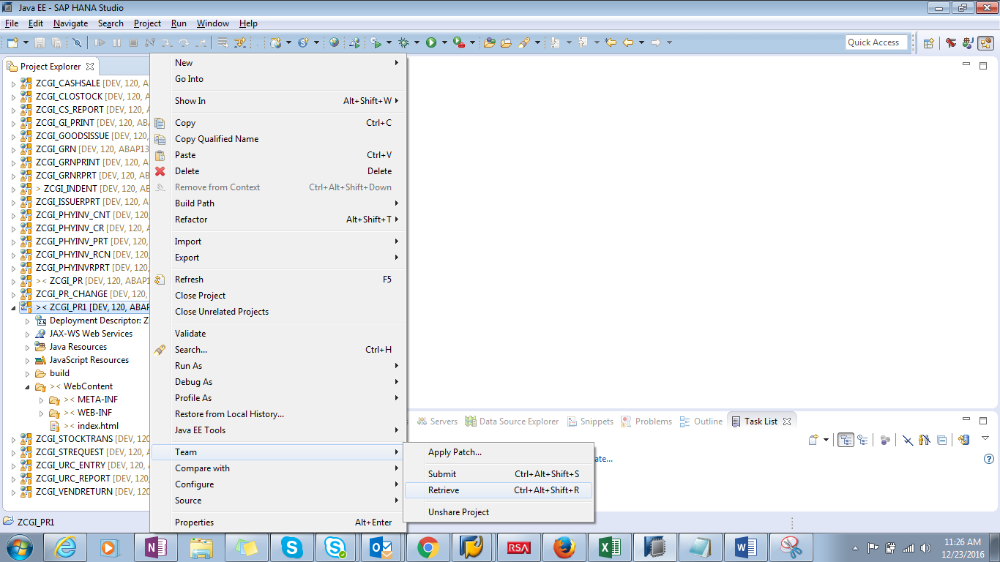 Java EE - SAP HANA Studio
File Edit Navigate Search Project Run Window Help
Quick Access
Project Explorer
ZCGI_CASHSALE [DEV, 120, A
ZCGI_CLOSTOCK [DEV, 120, A
ZCGI_CS_REPORT [DEV, 120,
ZCGI_GI_PRINT [DEV, 120, ABA
ZCGI_GOODSISSUE [DEV, 120,
ZCGI_GRN [DEV, 120, ABAP13
ZCGI_GRNPRINT [DEV, 120, A
ZCGI_GRNRPRT [DEV, 120, AB
> ZCGI_INDENT [DEV, 120, AB
ZCGI_ISSUERPRT [DEV, 120, A
ZCGI_PHYINV_CNT [DEV, 120,
ZCGI_PHYINV_CR [DEV, 120, A
ZCGI_PHYINV_PRT [DEV, 120,
ZCGI_PHYINV_RCN [DEV, 120,
ZCGI_PHYINVRPRT [DEV, 120,
>< ZCGI_PR [DEV, 120, ABAP1
ZCGI_PR_CHANGE [DEV, 120,
>< ZCGI_PR1 [DEV, 120, ABAP
Deployment Descriptor: Z
JAX-WS Web Services
Java Resources
JavaScript Resources
build
>< WebContent
>< META-INF
>< WEB-INF
>< index.html
ZCGI_STOCKTRANS [DEV, 120
ZCGI_STREQUEST [DEV, 120, A
ZCGI_URC_ENTRY [DEV, 120, A
ZCGI_URC_REPORT [DEV, 120,
ZCGI_VENDRETURN [DEV, 120,
ZCGI_PR1
New
Go Into
Show In Alt+Shift+W
Copy Ctrl+C
Copy Qualified Name
Paste Ctrl+V
Delete Delete
Remove from Context Ctrl+Alt+Shift+Down
Build Path
Refactor Alt+Shift+T
Import
Export
Refresh F5
Close Project
Close Unrelated Projects
Validate
Search... Ctrl+H
Run As
Debug As
Profile As
Restore from Local History...
Java EE Tools
Team
Compare with
Configure
Source
Properties Alt+Enter
Apply Patch...
Submit Ctrl+Alt+Shift+S
Retrieve Ctrl+Alt+Shift+R
Unshare Project
Servers Data Source Explorer Snippets Problems Outline Task List
ate...
RSA
11:26 AM
12/23/2016